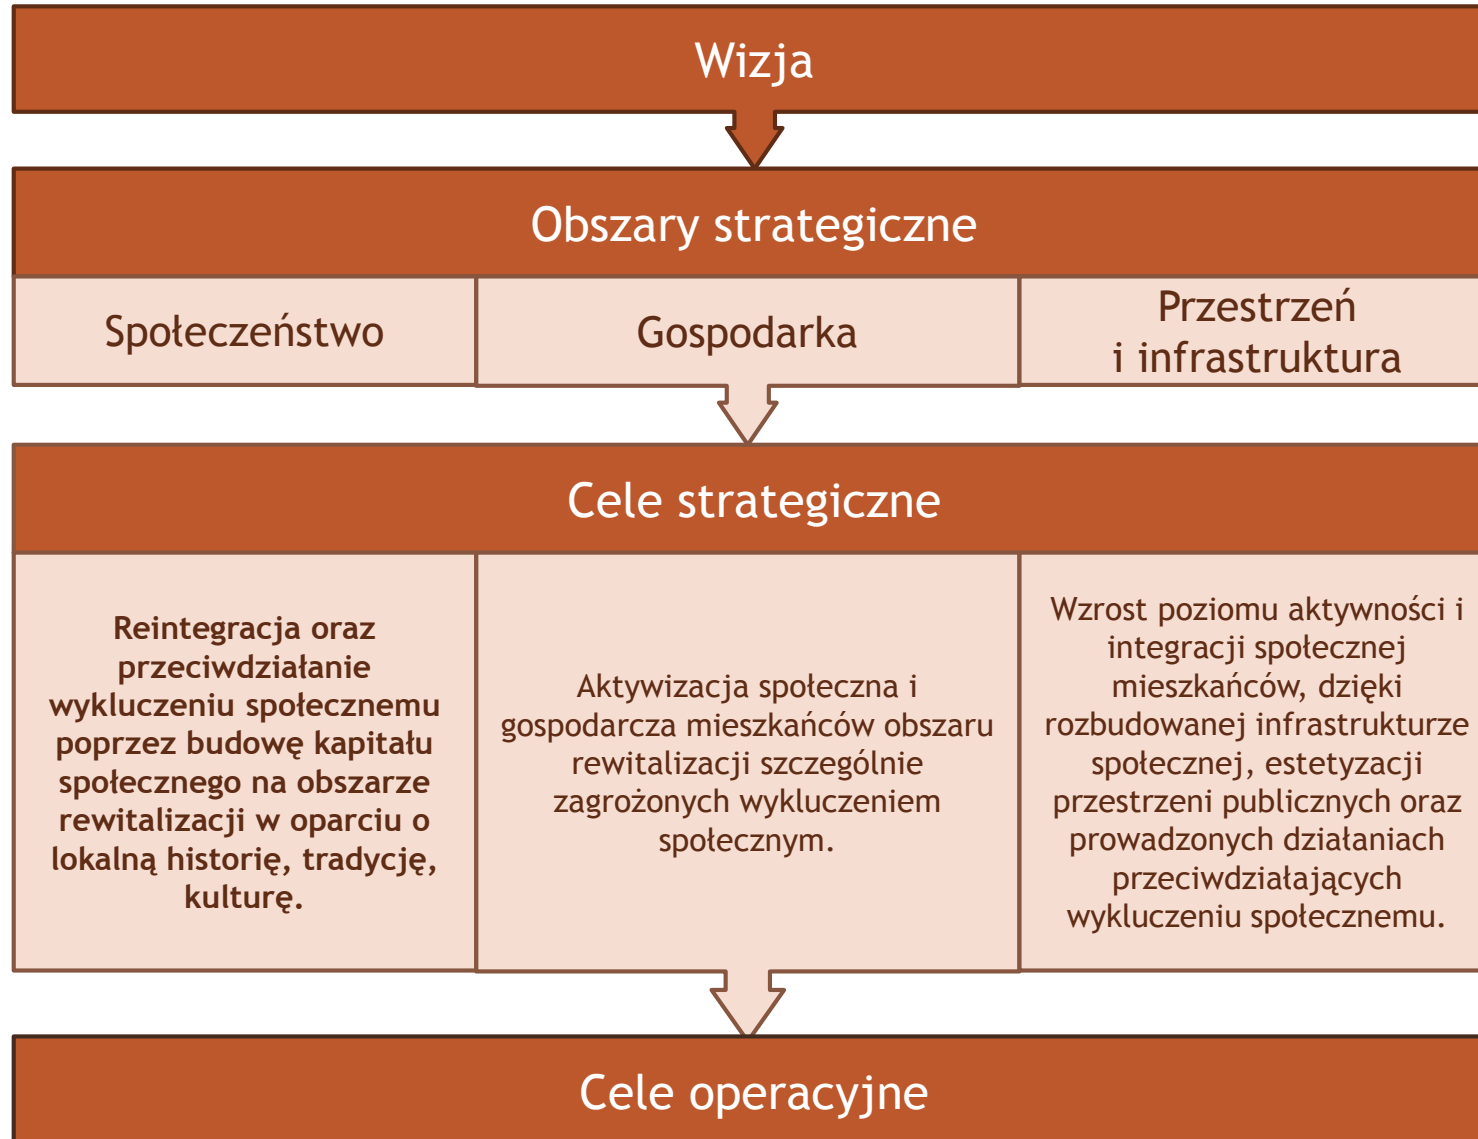 Wizja
Obszary strategiczne
Społeczeństwo
Gospodarka
Przestrzeń
i infrastruktura
Cele strategiczne
Reintegracja oraz
przeciwdziałanie
wykluczeniu społecznemu
poprzez budowę kapitału
społecznego na obszarze
rewitalizacji w oparciu o
lokalną historię, tradycję,
kulturę.
Aktywizacja społeczna i
gospodarcza mieszkańców obszaru
rewitalizacji szczególnie
zagrożonych wykluczeniem
społecznym.
Wzrost poziomu aktywności i
integracji społecznej
mieszkańców, dzięki
rozbudowanej infrastrukturze
społecznej, estetyzacji
przestrzeni publicznych oraz
prowadzonych działaniach
przeciwdziałających
wykluczeniu społecznemu.
Cele operacyjne